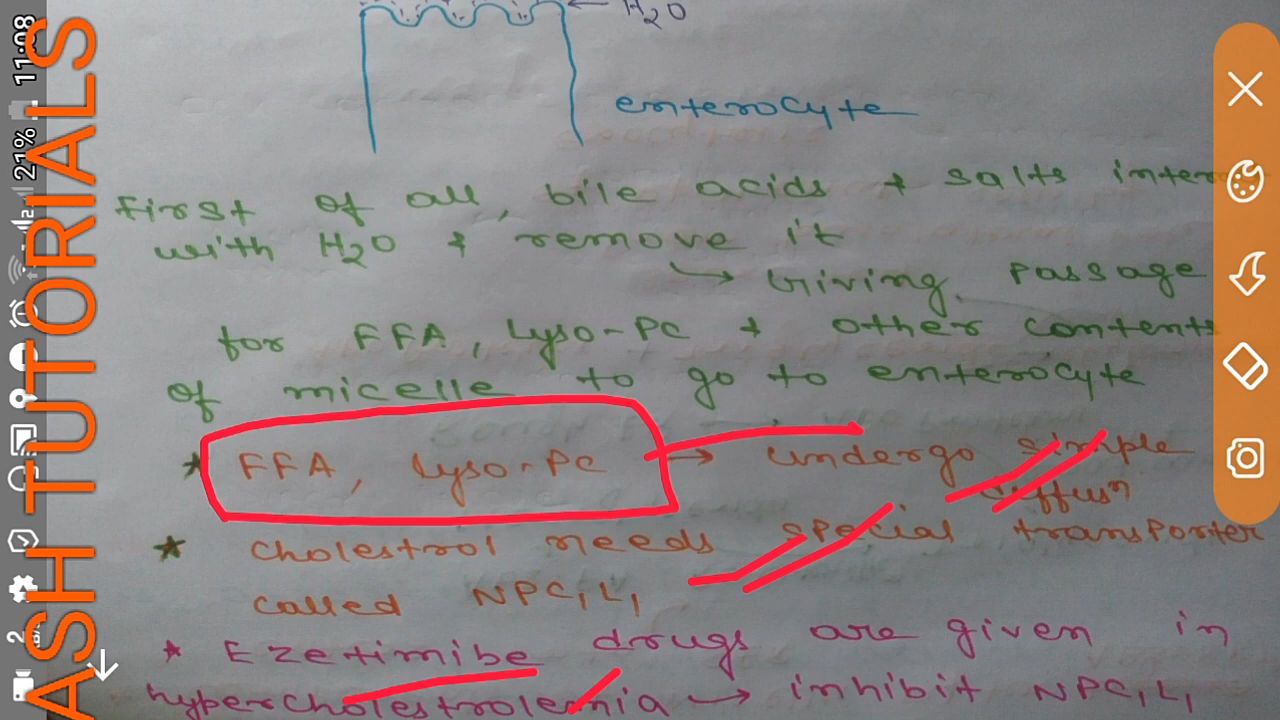 H₂O
enterocyte
First of all, bile acids & salts inter
with H₂O & remove it
→ Giving passage
for FFA, Lyso-PC & other contents
of micelle to go to enterocyte
* FFA, Lyso-PC → undergo simple
diffusn
* cholestrol needs special transporter
called NPC₁L₁
* Ezetimibe drugs are given in
hypercholestrolemia → inhibit NPC₁L₁
ASH TUTORIALS
11:08
21%